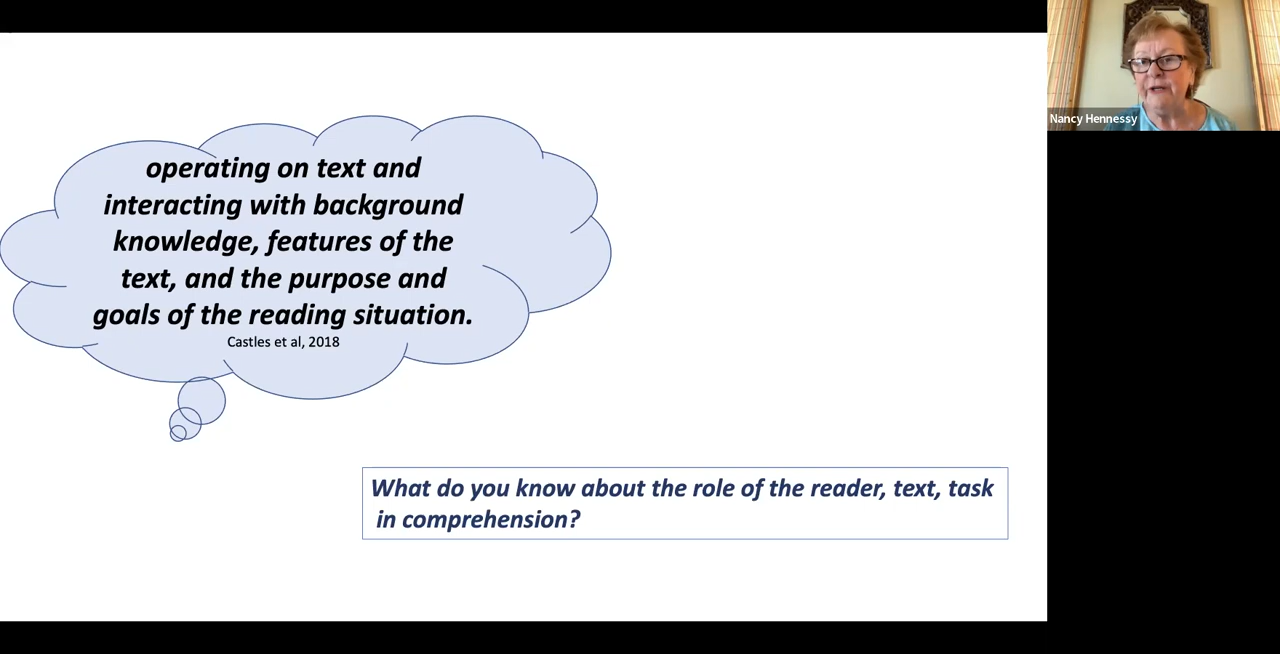 operating on text and
interacting with background
knowledge, features of the
text, and the purpose and
goals of the reading situation.
Castles et al, 2018
What do you know about the role of the reader, text, task
in comprehension?
Nancy Hennessy